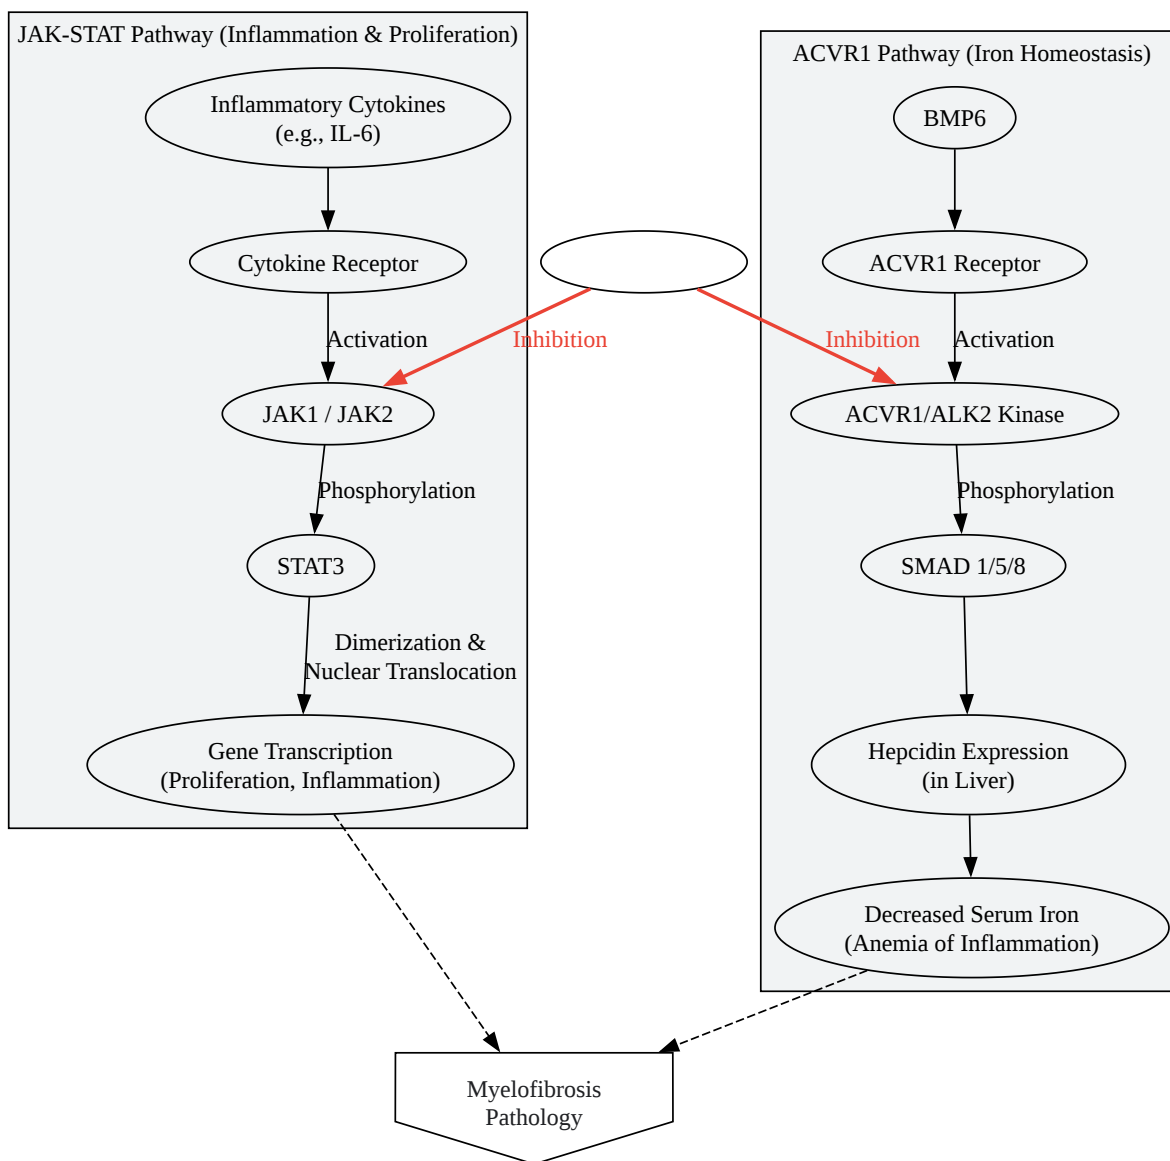 JAK-STAT Pathway (Inflammation & Proliferation)
Inflammatory Cytokines
(e.g., IL-6)
Cytokine Receptor
Activation
JAK1 / JAK2
Phosphorylation
STAT3
Dimerization &
Nuclear Translocation
Gene Transcription
(Proliferation, Inflammation)
Inhibition
Inhibition
ACVR1 Pathway (Iron Homeostasis)
BMP6
ACVR1 Receptor
Activation
ACVR1/ALK2 Kinase
Phosphorylation
SMAD 1/5/8
Hepcidin Expression
(in Liver)
Decreased Serum Iron
(Anemia of Inflammation)
Myelofibrosis
Pathology